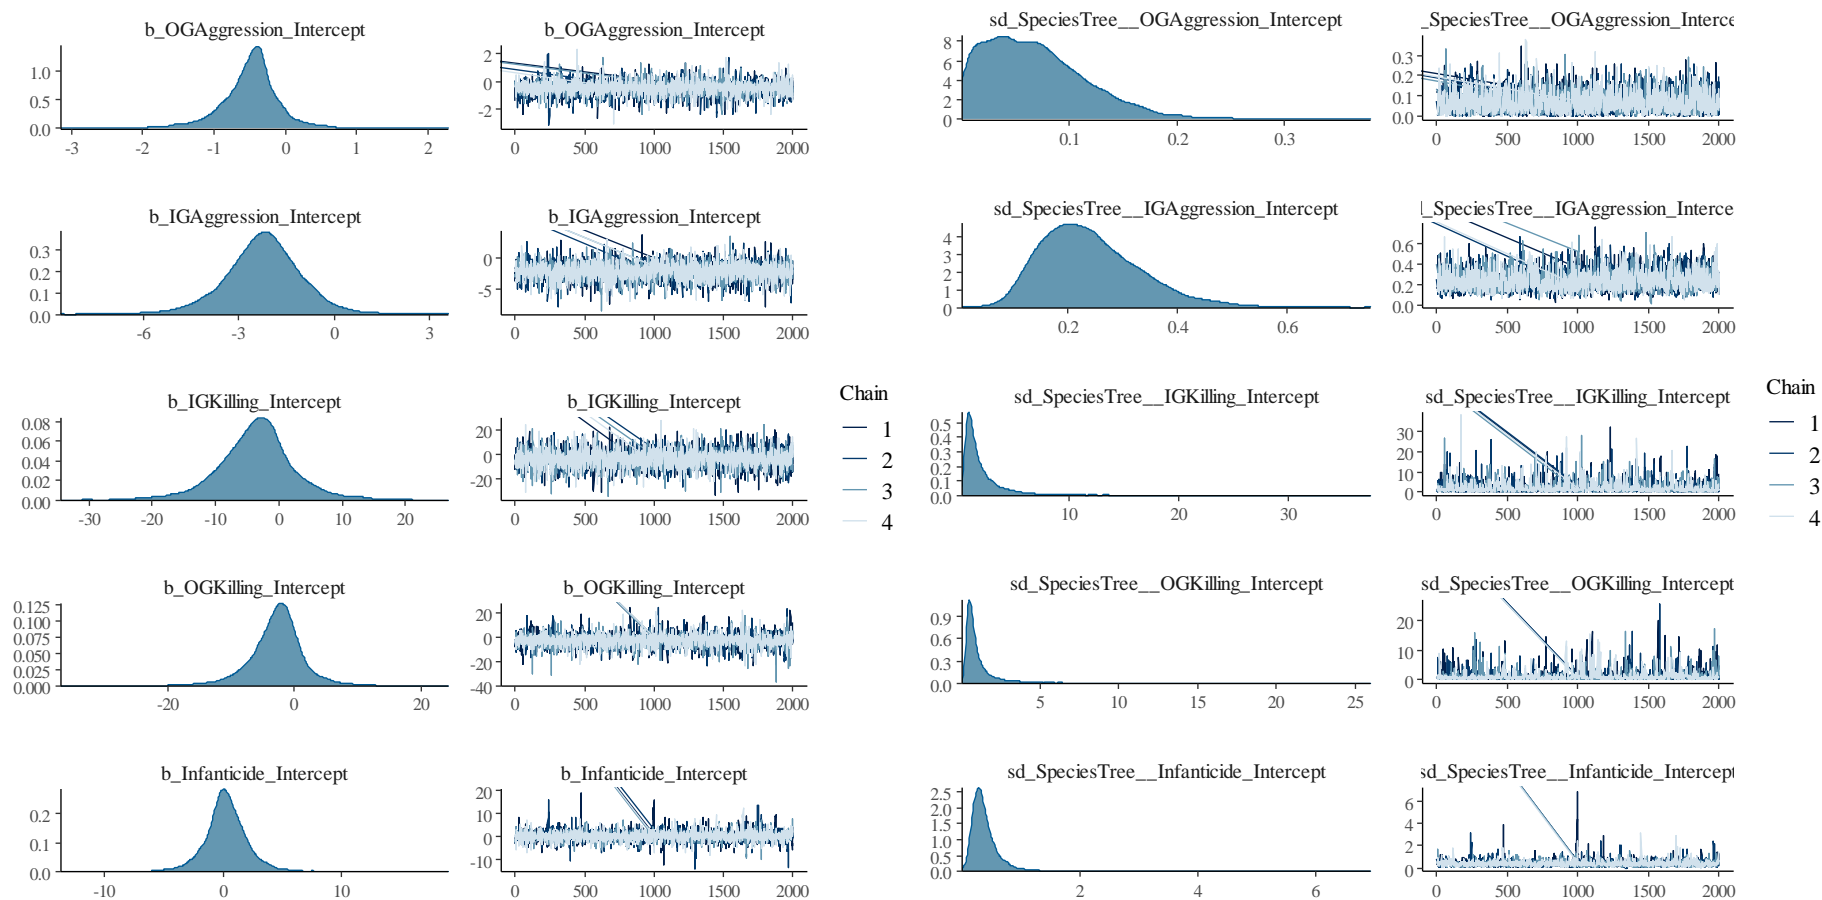 b_OGAggression_Intercept
0.0
0.5
1.0
-3 -2 -1 0 1 2
b_OGAggression_Intercept
2
0
-2
0 500 1000 1500 2000
sd_SpeciesTree__OGAggression_Intercept
8
6
4
2
0
0.1 0.2 0.3
_SpeciesTree__OGAggression_Interce
0.3
0.2
0.1
0.0
0 500 1000 1500 2000
b_IGAggression_Intercept
0.3
0.2
0.1
0.0
-6 -3 0 3
b_IGAggression_Intercept
0
-5
0 500 1000 1500 2000
sd_SpeciesTree__IGAggression_Intercept
4
3
2
1
0
0.2 0.4 0.6
_SpeciesTree__IGAggression_Interce
0.6
0.4
0.2
0.0
0 500 1000 1500 2000
b_IGKilling_Intercept
0.08
0.06
0.04
0.02
0.00
-30 -20 -10 0 10 20
b_IGKilling_Intercept
20
0
-20
0 500 1000 1500 2000
Chain
1
2
3
4
sd_SpeciesTree__IGKilling_Intercept
0.5
0.4
0.3
0.2
0.1
0.0
10 20 30
sd_SpeciesTree__IGKilling_Intercept
30
20
10
0
0 500 1000 1500 2000
Chain
1
2
3
4
b_OGKilling_Intercept
0.125
0.100
0.075
0.050
0.025
0.000
-20 0 20
b_OGKilling_Intercept
20
0
-20
-40
0 500 1000 1500 2000
sd_SpeciesTree__OGKilling_Intercept
0.9
0.6
0.3
0.0
5 10 15 20 25
sd_SpeciesTree__OGKilling_Intercept
20
10
0
0 500 1000 1500 2000
b_Infanticide_Intercept
0.2
0.1
0.0
-10 0 10
b_Infanticide_Intercept
20
10
0
-10
0 500 1000 1500 2000
sd_SpeciesTree__Infanticide_Intercept
2.5
2.0
1.5
1.0
0.5
0.0
2 4 6
sd_SpeciesTree__Infanticide_Intercept
6
4
2
0
0 500 1000 1500 2000